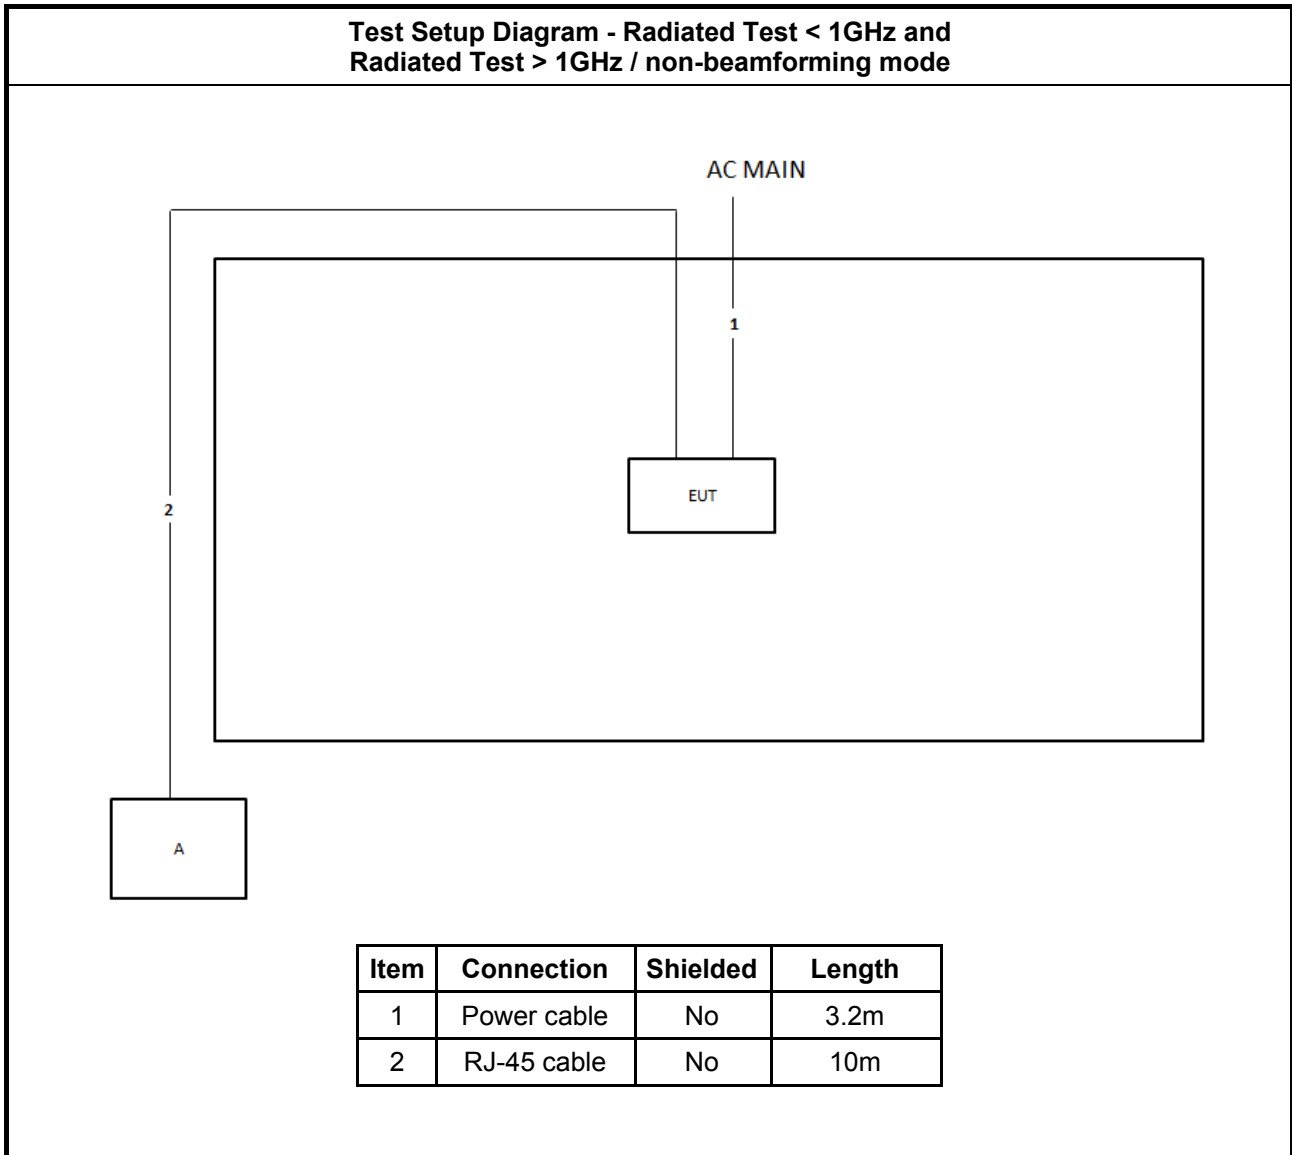 Test Setup Diagram - Radiated Test < 1GHz and
Radiated Test > 1GHz / non-beamforming mode
AC MAIN
1
EUT
2
A
Item Connection Shielded Length
1 Power cable No 3.2m
2 RJ-45 cable No 10m